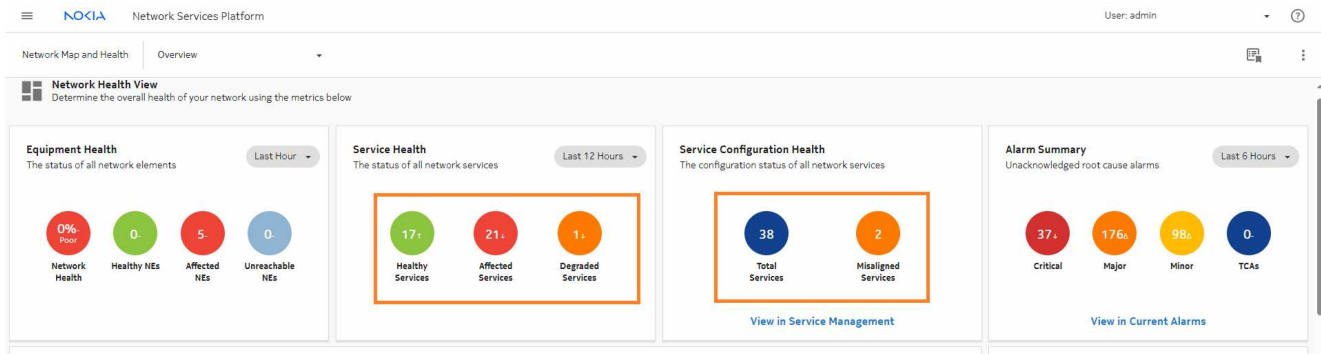 NOKIA Network Services Platform User: admin
Network Map and Health Overview
Network Health View
Determine the overall health of your network using the metrics below
Equipment Health
The status of all network elements
Last Hour
0%-
Poor
Network
Health
0-
Healthy NEs
5-
Affected
NEs
0-
Unreachable
NEs
Service Health
The status of all network services
Last 12 Hours
17↑
Healthy
Services
21↓
Affected
Services
1↓
Degraded
Services
Service Configuration Health
The configuration status of all network services
38
Total
Services
2
Misaligned
Services
View in Service Management
Alarm Summary
Unacknowledged root cause alarms
Last 6 Hours
37↓
Critical
176
Major
98
Minor
0-
TCAs
View in Current Alarms